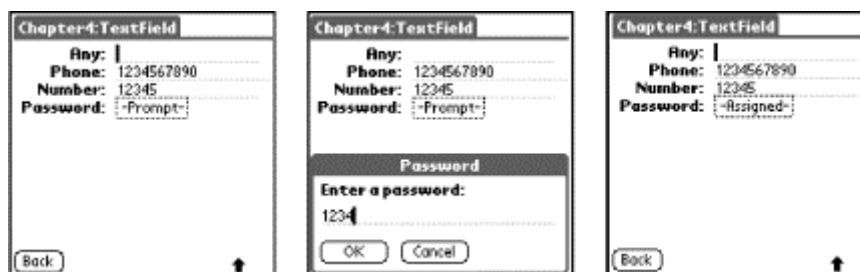 Chapter4:TextField
Any:
Phone: 1234567890
Number: 12345
Password: -Prompt-
Back
Chapter4:TextField
Any:
Phone: 1234567890
Number: 12345
Password: -Prompt-
Password
Enter a password:
1234
OK Cancel
Chapter4:TextField
Any:
Phone: 1234567890
Number: 12345
Password: -Assigned-
Back